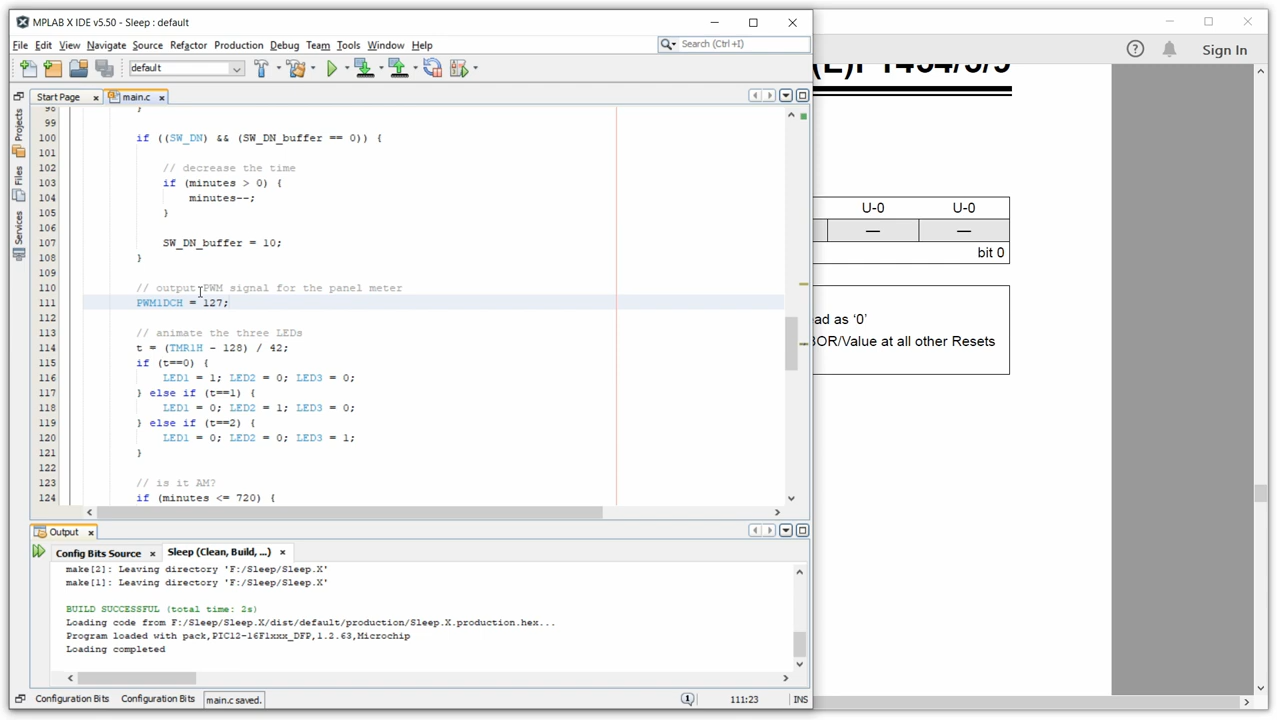 MPLAB X IDE v5.50 - Sleep : default
File Edit View Navigate Source Refactor Production Debug Team Tools Window Help
Search (Ctrl+I)
default
Start Page
main.c
Projects
Files
Services
98 }
99
100 if ((SW_DN) && (SW_DN_buffer == 0)) {
101
102 // decrease the time
103 if (minutes > 0) {
104 minutes--;
105 }
106
107 SW_DN_buffer = 10;
108 }
109
110 // output PWM signal for the panel meter
111 PWM1DCH = 127;
112
113 // animate the three LEDs
114 t = (TMR1H - 128) / 42;
115 if (t==0) {
116 LED1 = 1; LED2 = 0; LED3 = 0;
117 } else if (t==1) {
118 LED1 = 0; LED2 = 1; LED3 = 0;
119 } else if (t==2) {
120 LED1 = 0; LED2 = 0; LED3 = 1;
121 }
122
123 // is it AM?
124 if (minutes <= 720) {
Output
Config Bits Source
Sleep (Clean, Build, ...)
make[2]: Leaving directory 'F:/Sleep/Sleep.X'
make[1]: Leaving directory 'F:/Sleep/Sleep.X'
BUILD SUCCESSFUL (total time: 2s)
Loading code from F:/Sleep/Sleep.X/dist/default/production/Sleep.X.production.hex...
Program loaded with pack,PIC12-16F1xxx_DFP,1.2.63,Microchip
Loading completed
Configuration Bits Configuration Bits main.c saved.
1
111:23 INS
Sign In
U-0 U-0
— —
bit 0
ad as ‘0’
BOR/Value at all other Resets